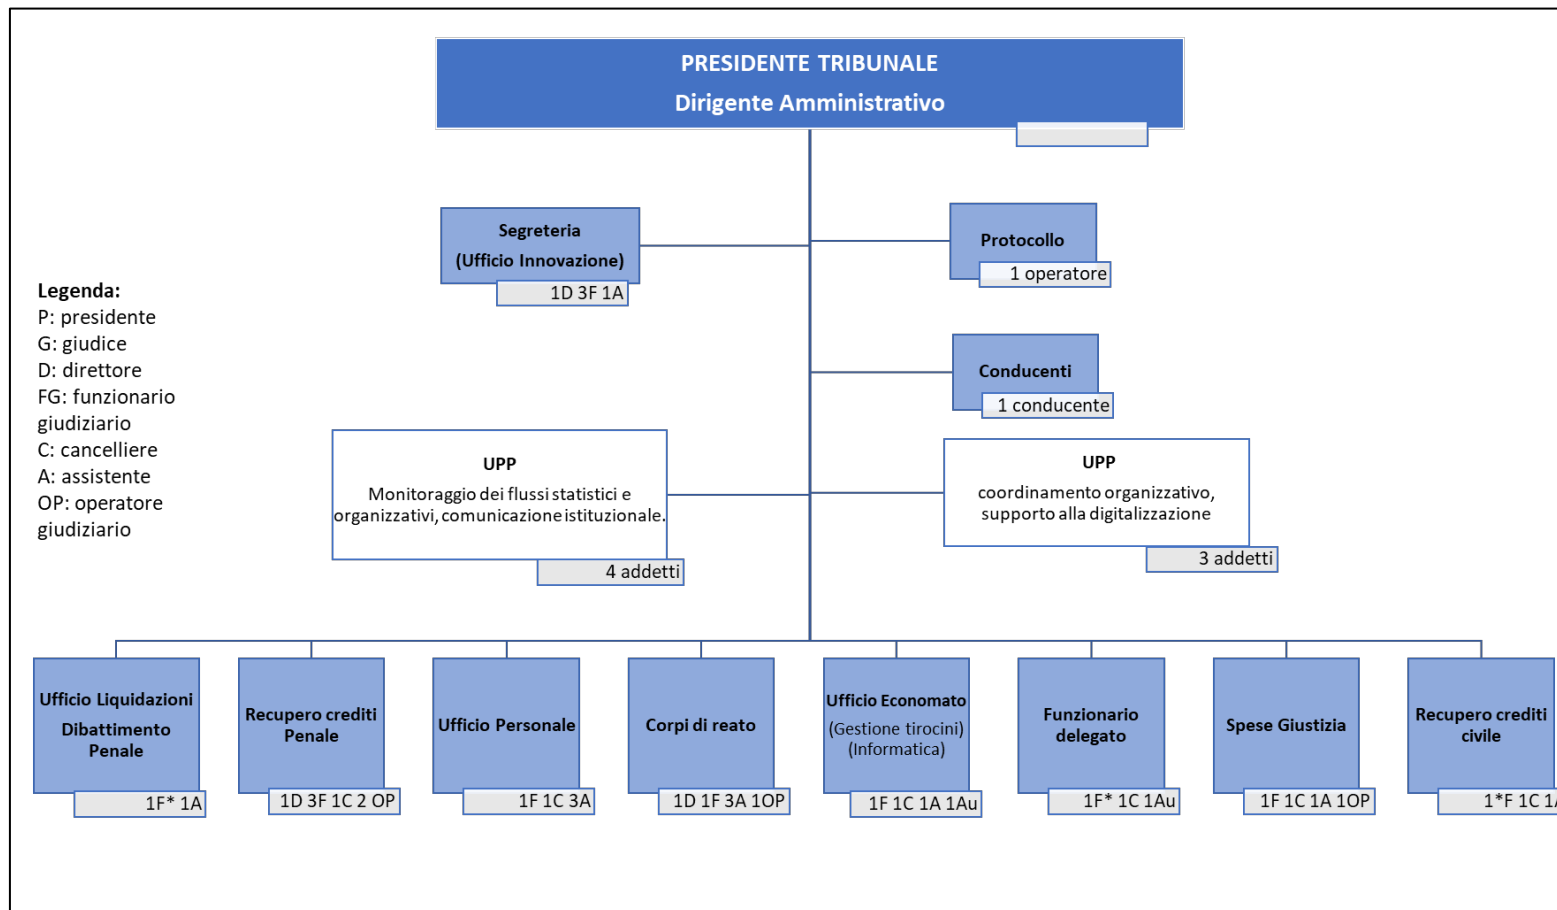 PRESIDENTE TRIBUNALE
Dirigente Amministrativo
Segreteria
(Ufficio Innovazione)
1D 3F 1A
Protocollo
1 operatore
Conducenti
1 conducente
Legenda:
P: presidente
G: giudice
D: direttore
FG: funzionario
giudiziario
C: cancelliere
A: assistente
OP: operatore
giudiziario
UPP
Monitoraggio dei flussi statistici e
organizzativi, comunicazione istituzionale.
4 addetti
UPP
coordinamento organizzativo,
supporto alla digitalizzazione
3 addetti
Ufficio Liquidazioni
Dibattimento
Penale
1F* 1A
Recupero crediti
Penale
1D 3F 1C 2 OP
Ufficio Personale
1F 1C 3A
Corpi di reato
1D 1F 3A 1OP
Ufficio Economato
(Gestione tirocini)
(Informatica)
1F 1C 1A 1Au
Funzionario
delegato
1F* 1C 1Au
Spese Giustizia
1F 1C 1A 1OP
Recupero crediti
civile
1*F 1C 1A